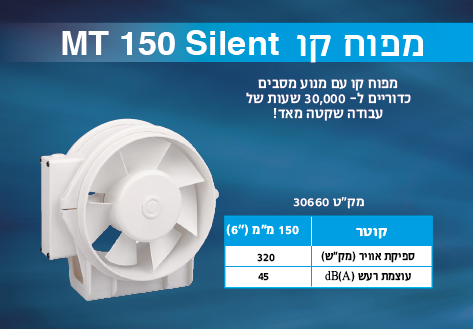 מפוח קו MT 150 Silent
מפוח קו עם מנוע מסבים
כדוריים ל- 30,000 שעות של
עבודה שקטה מאד!
מק"ט 30660
קוטר 150 מ"מ ("6)
ספיקת אוויר (מק"ש) 320
עוצמת רעש dB(A) 45